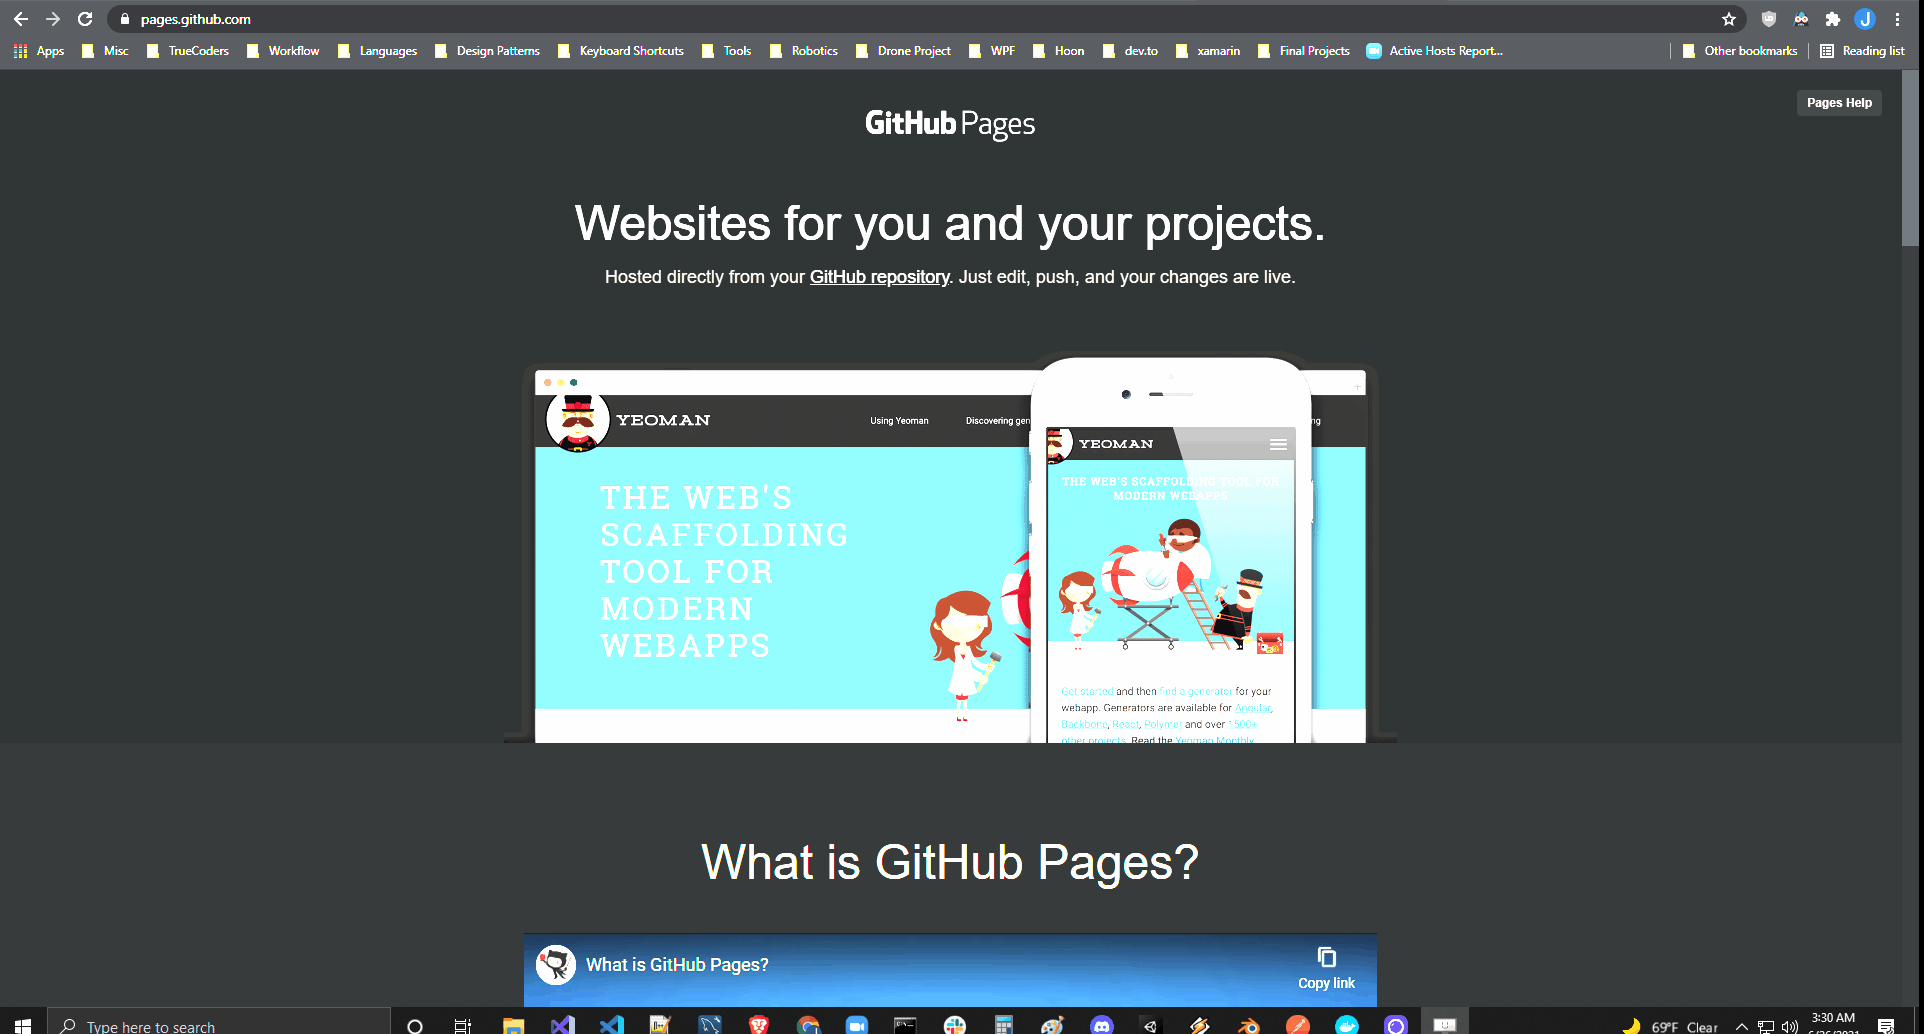 pages.github.com
Apps Misc TrueCoders Workflow Languages Design Patterns Keyboard Shortcuts Tools Robotics Drone Project WPF Hoon dev.to xamarin Final Projects Active Hosts Report... Other bookmarks Reading list
Pages Help
GitHub Pages
Websites for you and your projects.
Hosted directly from your GitHub repository. Just edit, push, and your changes are live.
YEOMAN
Using Yeoman Discovering gen ng
THE WEB'S
SCAFFOLDING
TOOL FOR
MODERN
WEBAPPS
YEOMAN
THE WEB'S SCAFFOLDING TOOL FOR
MODERN WEBAPPS
Get started and then find a generator for your
webapp. Generators are available for Angular,
Backbone, React, Polymer and over 1500+
other projects. Read the Yeoman Monthly
What is GitHub Pages?
What is GitHub Pages?
Copy link
Type here to search
69°F Clear
3:30 AM